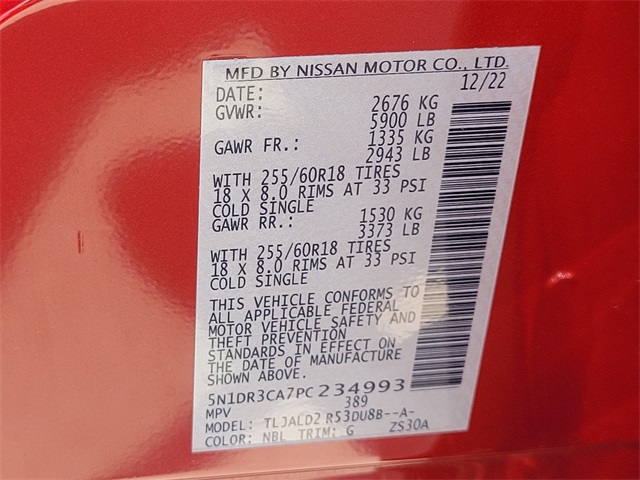 MFD BY NISSAN MOTOR CO., LTD.
DATE: 12/22
GVWR: 2676 KG
5900 LB
GAWR FR.: 1335 KG
2943 LB
WITH 255/60R18 TIRES
18 X 8.0 RIMS AT 33 PSI
COLD SINGLE
GAWR RR.: 1530 KG
3373 LB
WITH 255/60R18 TIRES
18 X 8.0 RIMS AT 33 PSI
COLD SINGLE
THIS VEHICLE CONFORMS TO
ALL APPLICABLE FEDERAL
MOTOR VEHICLE SAFETY AND
THEFT PREVENTION
STANDARDS IN EFFECT ON
THE DATE OF MANUFACTURE
SHOWN ABOVE.
5N1DR3CA7PC234993
MPV 389
MODEL: TLJALD2 R53DU8B--A-
COLOR: NBL TRIM: G ZS30A